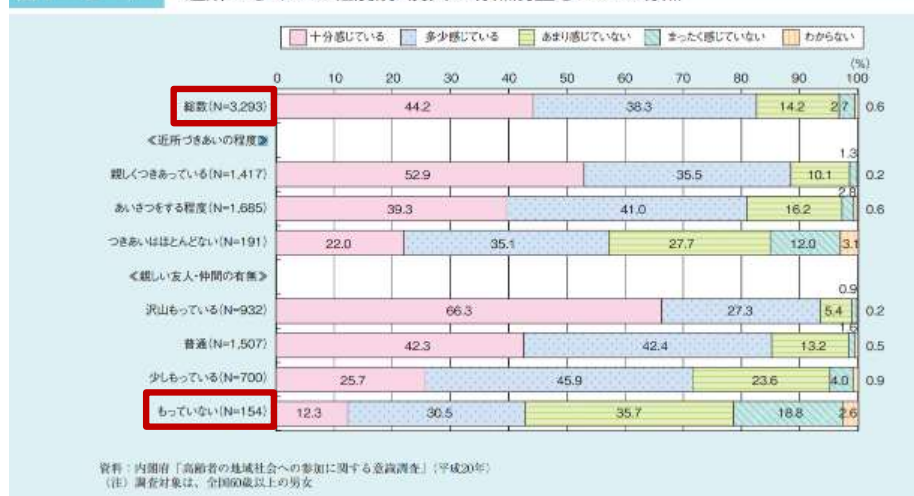 十分感じている 多少感じている あまり感じていない まったく感じていない わからない
(%)
0 10 20 30 40 50 60 70 80 90 100
総数(N=3,293) 44.2 38.3 14.2 2.7 0.6
≪近所づきあいの程度≫
1.3
親しくつきあっている(N=1,417) 52.9 35.5 10.1 0.2
2.8
あいさつをする程度(N=1,685) 39.3 41.0 16.2 0.6
つきあいはほとんどない(N=191) 22.0 35.1 27.7 12.0 3.1
≪親しい友人・仲間の有無≫
0.9
沢山もっている(N=932) 66.3 27.3 5.4 0.2
1.6
普通(N=1,507) 42.3 42.4 13.2 0.5
少しもっている(N=700) 25.7 45.9 23.6 4.0 0.9
もっていない(N=154) 12.3 30.5 35.7 18.8 2.6
資料:内閣府「高齢者の地域社会への参加に関する意識調査」(平成20年)
(注) 調査対象は、全国60歳以上の男女